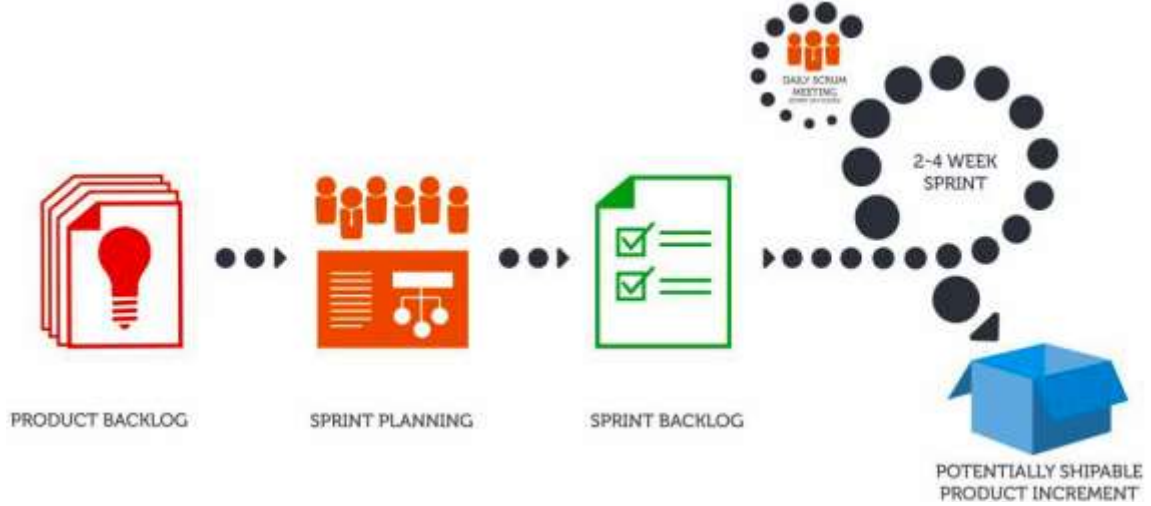 DAILY SCRUM
MEETING
2-4 WEEK
SPRINT
PRODUCT BACKLOG
SPRINT PLANNING
SPRINT BACKLOG
POTENTIALLY SHIPABLE
PRODUCT INCREMENT